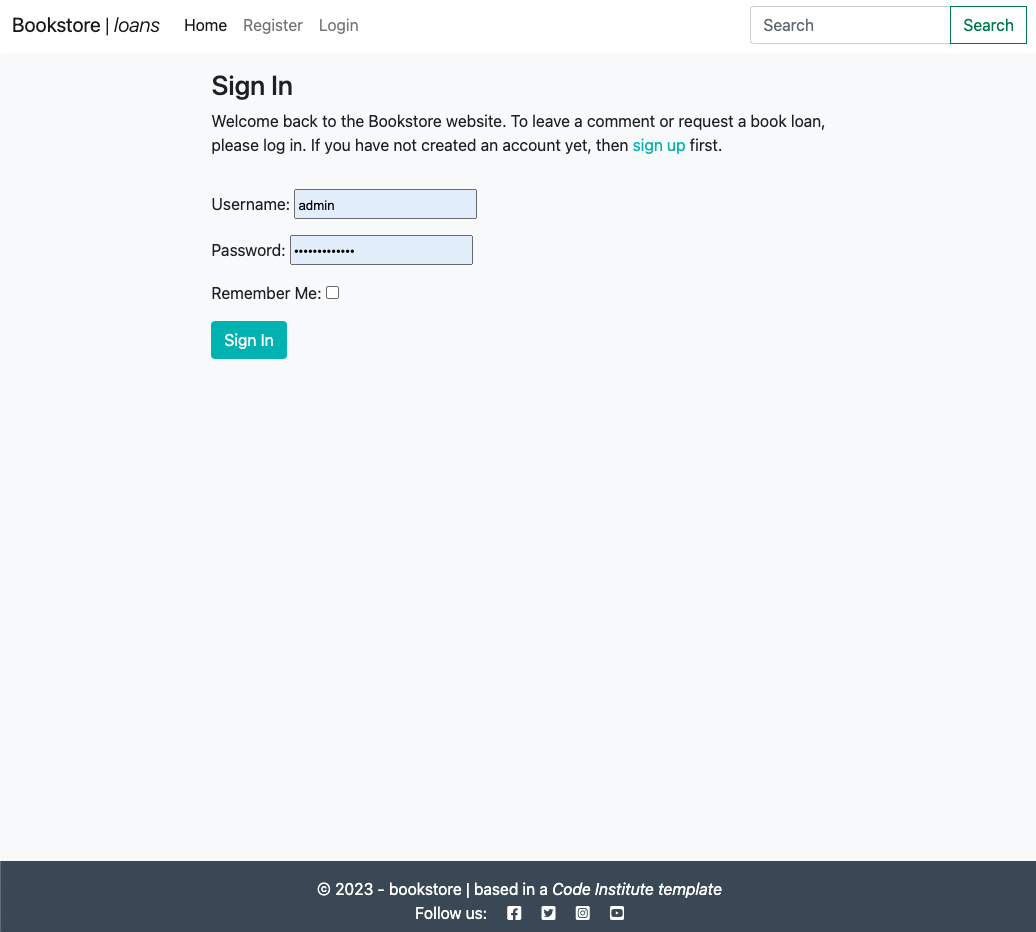 Bookstore | loans Home Register Login Search Search
Sign In
Welcome back to the Bookstore website. To leave a comment or request a book loan,
please log in. If you have not created an account yet, then sign up first.
Username: admin
Password: •••••••••••••
Remember Me:
Sign In
© 2023 - bookstore | based in a Code Institute template
Follow us: